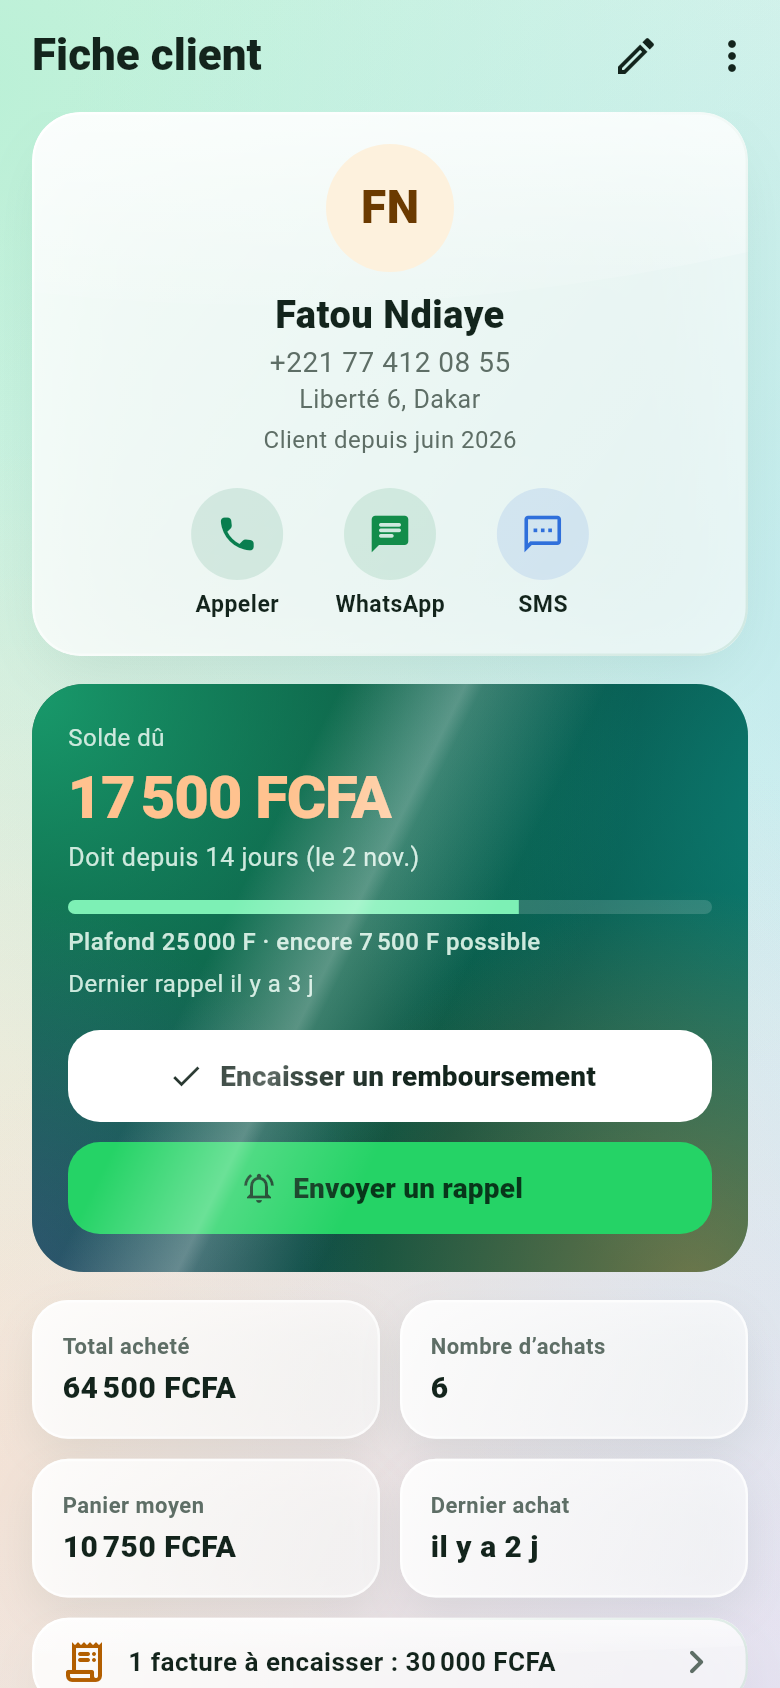 Fiche client
FN
Fatou Ndiaye
+221 77 412 08 55
Liberté 6, Dakar
Client depuis juin 2026
Appeler
WhatsApp
SMS
Solde dû
17 500 FCFA
Doit depuis 14 jours (le 2 nov.)
Plafond 25 000 F · encore 7 500 F possible
Dernier rappel il y a 3 j
Encaisser un remboursement
Envoyer un rappel
Total acheté
64 500 FCFA
Nombre d’achats
6
Panier moyen
10 750 FCFA
Dernier achat
il y a 2 j
1 facture à encaisser : 30 000 FCFA